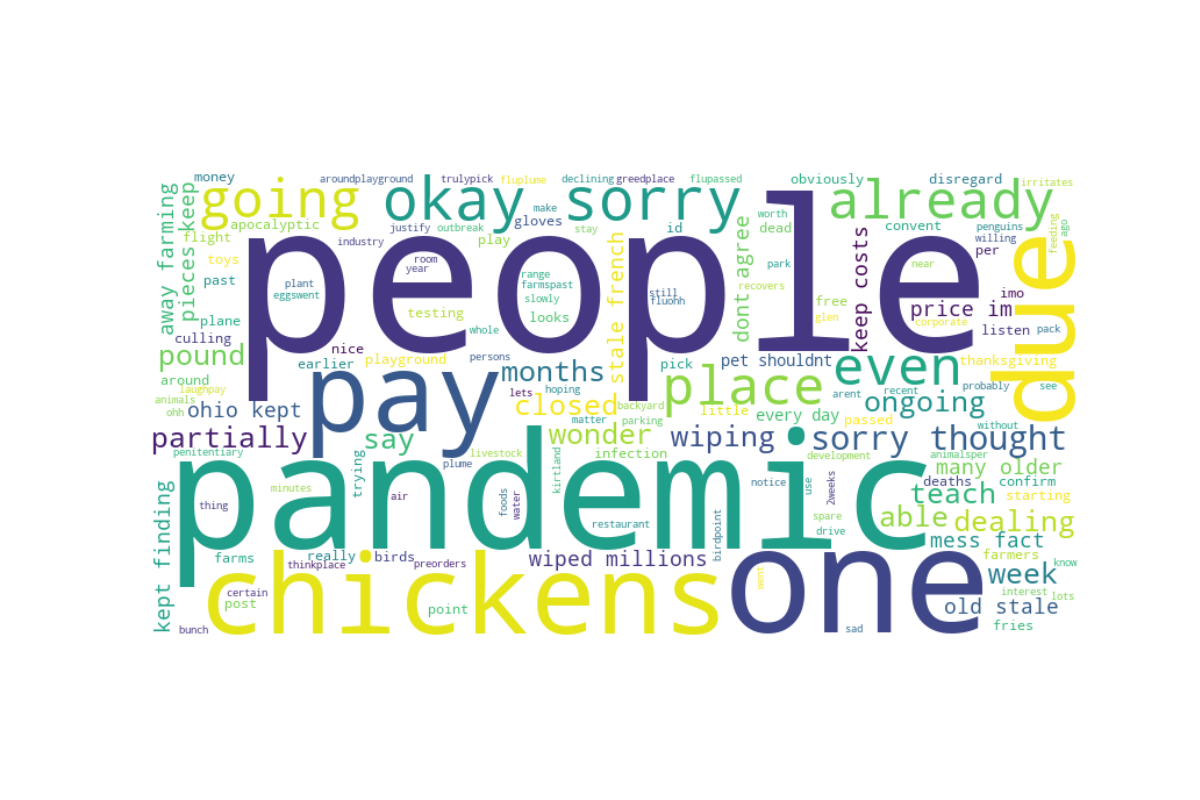 money aroundplayground trulypick fluplume declining greedplace flupassed obviously disregard irritates
going okay sorry already
apocalyptic industry justify outbreak make gloves stay id worth dead convent penguins willing feeding ago
away farming pieces keep
flight toys past plane culling
people
due
play room year plant eggswent range farmspast slowly looks still fluohh
stale french
dont agree
park recovers free glen near corporate per imo
keep costs
price im
listen pack
testing whole
pound nice earlier playground persons months pick pet shouldnt even thanksgiving
around animals laughpay ohh
pay
lets hoping closed backyard matter parking place little every day passed arent recent ongoing probably without see
ohio kept
partially say wonder wiping sorry thought
penitentiary trying plume livestock infection kirtland development animalsper many older
notice use 2weeks deaths confirm
minutes thing air foods water restaurant birdpoint spare drive teach starting
pandemic
able dealing
kept finding
mess fact
farms really birds preorders wiped millions farmers know
thinkplace certain post point went week interest lots
chickens one
old stale
bunch sad fries